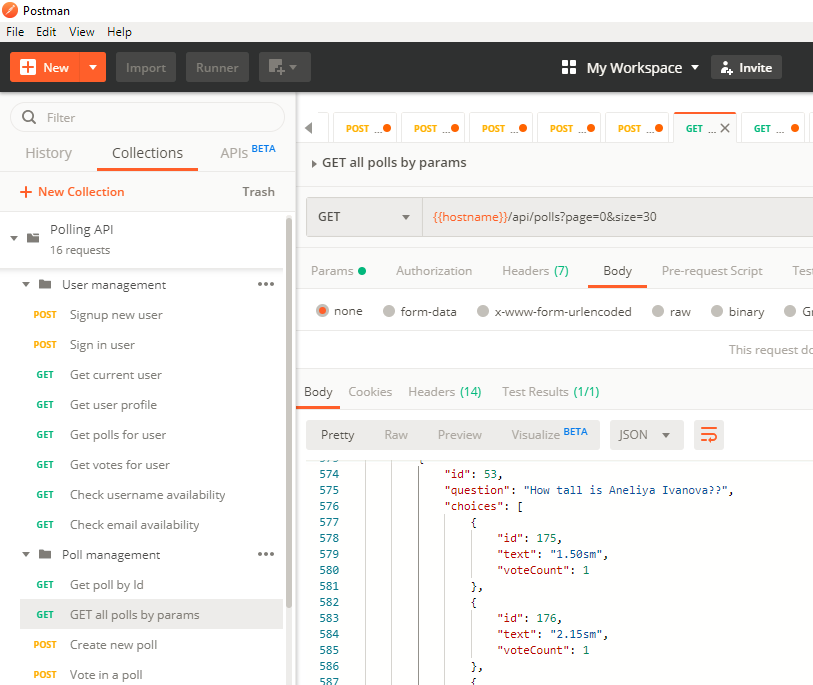 Postman
File Edit View Help
New Import Runner My Workspace Invite
Filter
History Collections APIs BETA
New Collection Trash
Polling API
16 requests
User management
POST Signup new user
POST Sign in user
GET Get current user
GET Get user profile
GET Get polls for user
GET Get votes for user
GET Check username availability
GET Check email availability
Poll management
GET Get poll by Id
GET GET all polls by params
POST Create new poll
POST Vote in a poll
POST ... POST ... POST ... POST ... POST ... GET ... GET ...
GET all polls by params
GET {{hostname}}/api/polls?page=0&size=30
Params Authorization Headers (7) Body Pre-request Script Test
none form-data x-www-form-urlencoded raw binary
This request do
Body Cookies Headers (14) Test Results (1/1)
Pretty Raw Preview Visualize BETA JSON
573 {
574 "id": 53,
575 "question": "How tall is Aneliya Ivanova??",
576 "choices": [
577 {
578 "id": 175,
579 "text": "1.50sm",
580 "voteCount": 1
581 },
582 {
583 "id": 176,
584 "text": "2.15sm",
585 "voteCount": 1
586 },
587 {